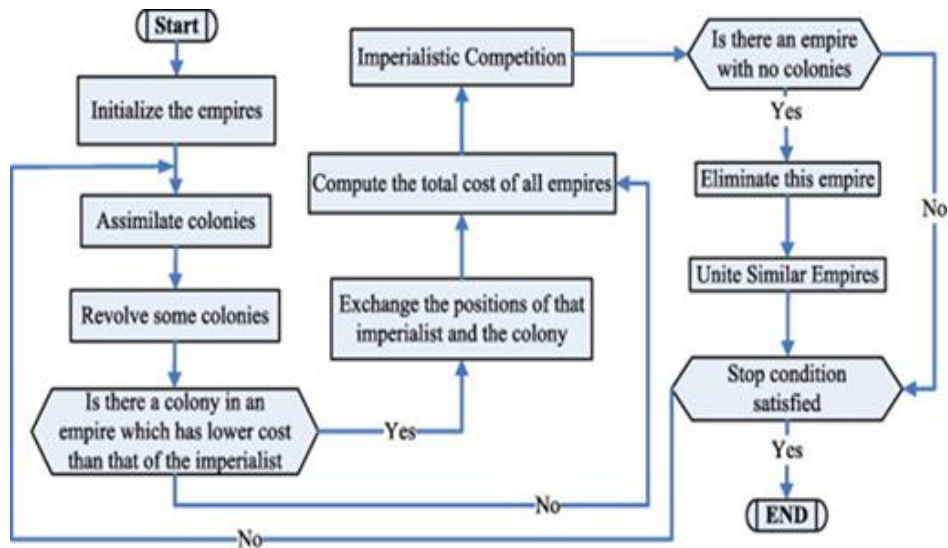 Start
Initialize the empires
Assimilate colonies
Revolve some colonies
Is there a colony in an
empire which has lower cost
than that of the imperialist
Yes
No
Exchange the positions of that
imperialist and the colony
Compute the total cost of all empires
Imperialistic Competition
Is there an empire
with no colonies
Yes
No
Eliminate this empire
Unite Similar Empires
Stop condition
satisfied
Yes
No
END